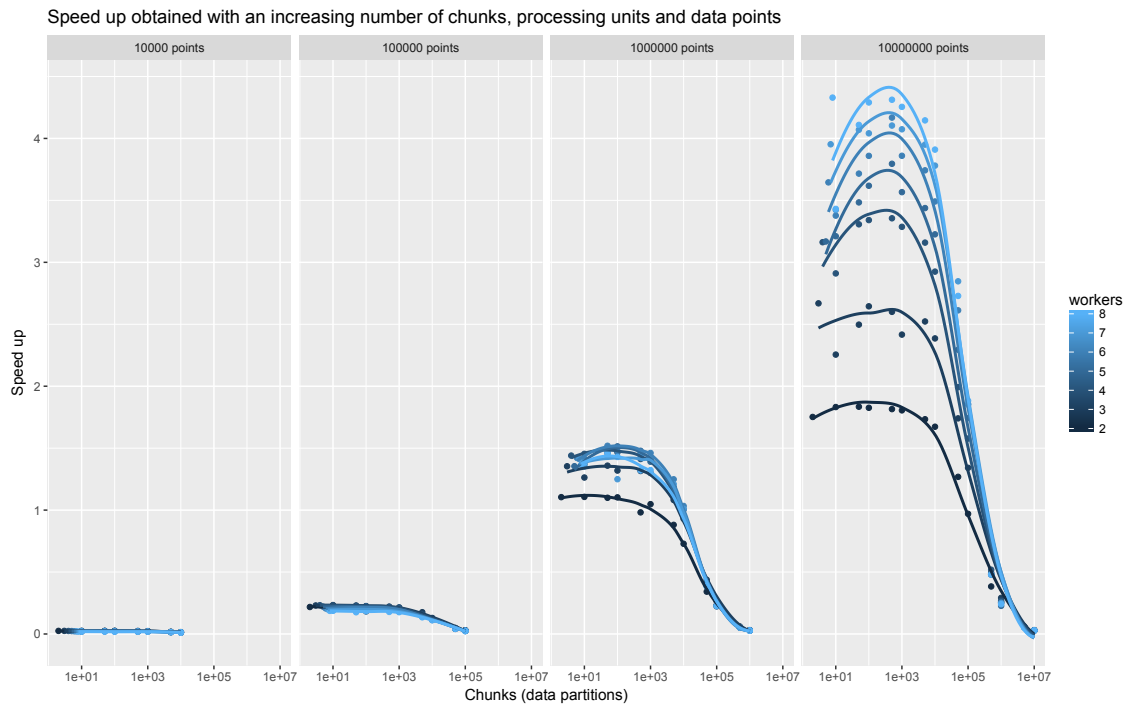 Speed up obtained with an increasing number of chunks, processing units and data points
10000 points
100000 points
1000000 points
10000000 points
Speed up
4
3
2
1
0
1e+01 1e+03 1e+05 1e+07
1e+01 1e+03 1e+05 1e+07
1e+01 1e+03 1e+05 1e+07
1e+01 1e+03 1e+05 1e+07
Chunks (data partitions)
workers
8
7
6
5
4
3
2